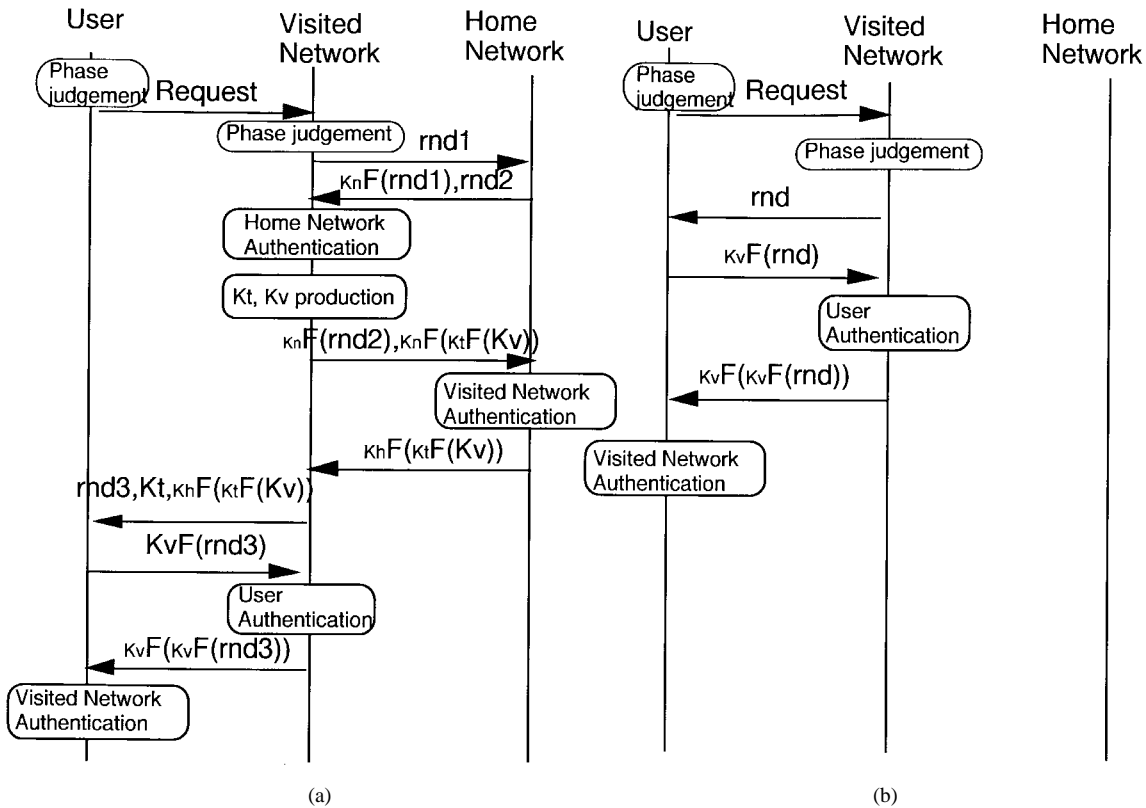 User
Visited
Network
Home
Network
Phase
judgement
Request
Phase judgement
rnd1
KnF(rnd1),rnd2
Home Network
Authentication
Kt, Kv production
KnF(rnd2),KnF(KtF(Kv))
Visited Network
Authentication
KhF(KtF(Kv))
rnd3,Kt,KhF(KtF(Kv))
KvF(rnd3)
User
Authentication
KvF(KvF(rnd3))
Visited Network
Authentication
(a)
User
Visited
Network
Home
Network
Phase
judgement
Request
Phase judgement
rnd
KvF(rnd)
User
Authentication
KvF(KvF(rnd))
Visited Network
Authentication
(b)